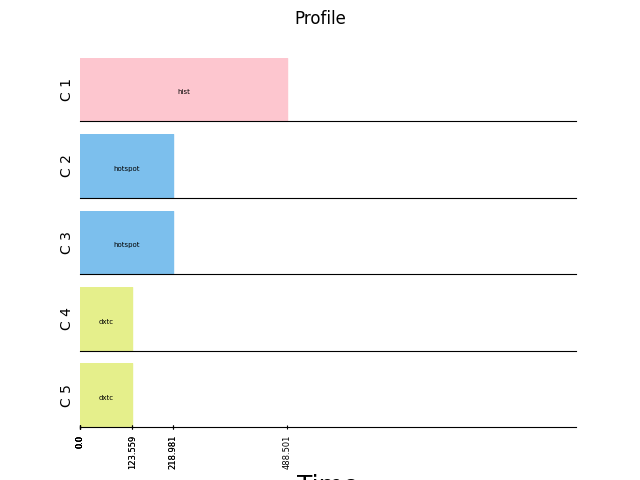 Profile
C 1
hist
C 2
hotspot
C 3
hotspot
C 4
dxtc
C 5
dxtc
0.0
123.559
218.981
488.501
Time